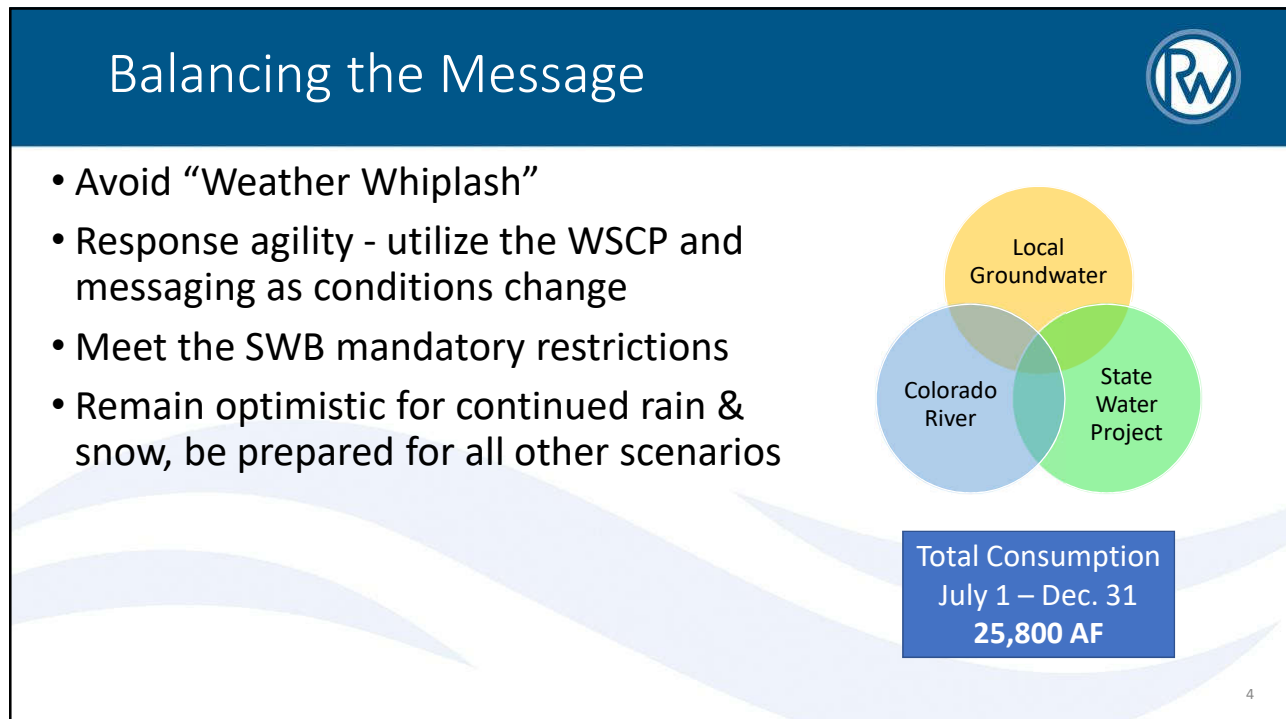 Balancing the Message
RW
• Avoid “Weather Whiplash”
• Response agility - utilize the WSCP and
messaging as conditions change
• Meet the SWB mandatory restrictions
• Remain optimistic for continued rain &
snow, be prepared for all other scenarios
Local
Groundwater
Colorado
River
State
Water
Project
Total Consumption
July 1 – Dec. 31
25,800 AF
4